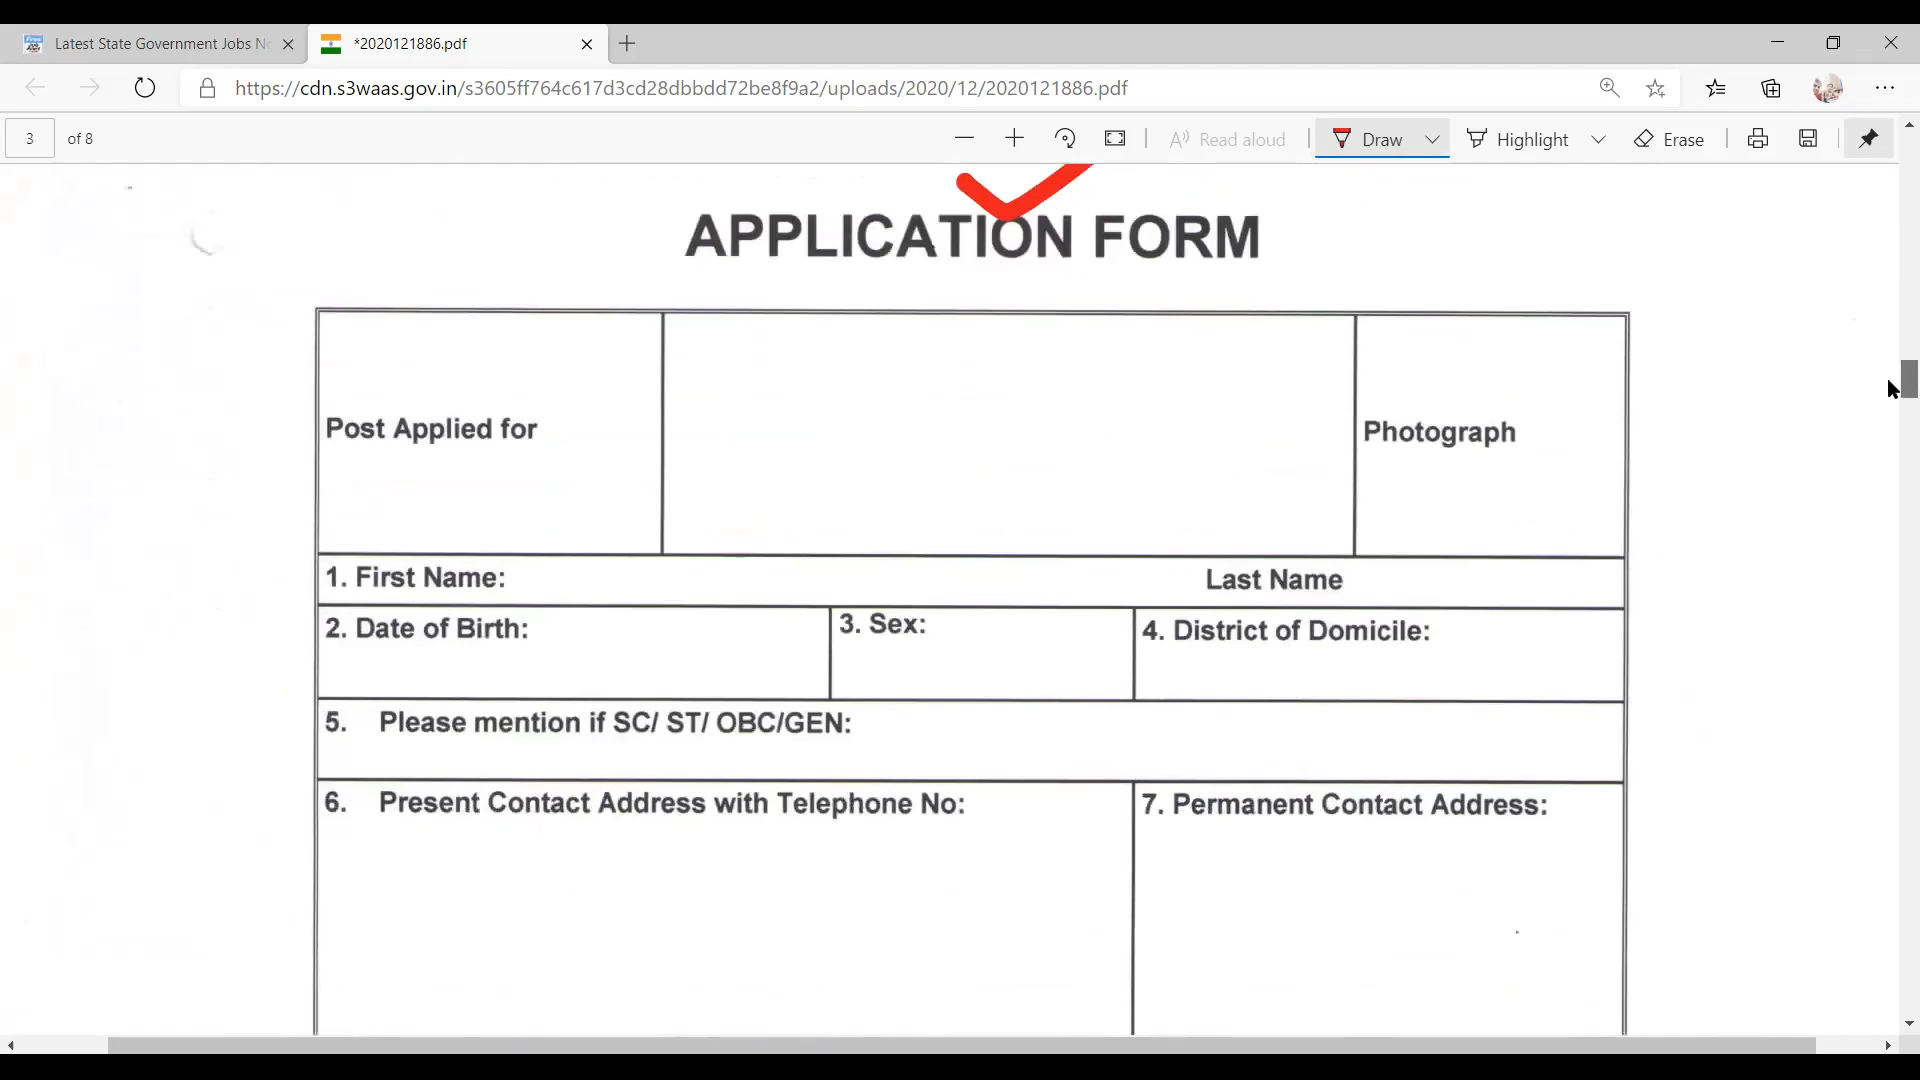 Latest State Government Jobs No
*2020121886.pdf
https://cdn.s3waas.gov.in/s3605ff764c617d3cd28dbbdd72be8f9a2/uploads/2020/12/2020121886.pdf
3 of 8
Read aloud
Draw
Highlight
Erase
APPLICATION FORM
Post Applied for
Photograph
1. First Name: Last Name
2. Date of Birth: 3. Sex: 4. District of Domicile:
5. Please mention if SC/ ST/ OBC/GEN:
6. Present Contact Address with Telephone No: 7. Permanent Contact Address: